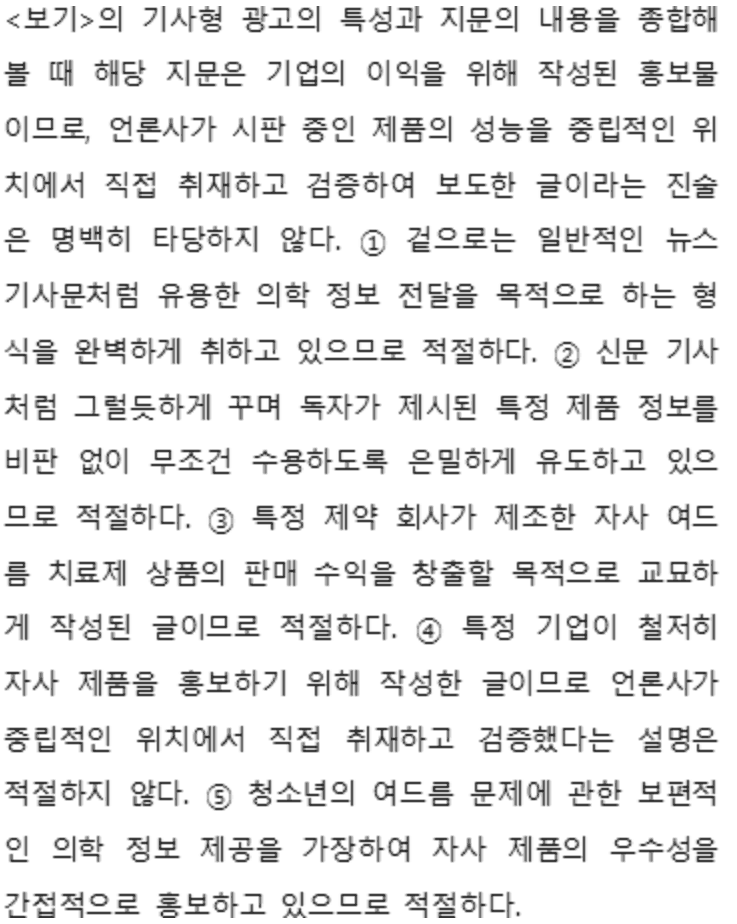 <보기>의 기사형 광고의 특성과 지문의 내용을 종합해
볼 때 해당 지문은 기업의 이익을 위해 작성된 홍보물
이므로, 언론사가 시판 중인 제품의 성능을 중립적인 위
치에서 직접 취재하고 검증하여 보도한 글이라는 진술
은 명백히 타당하지 않다. ① 겉으로는 일반적인 뉴스
기사문처럼 유용한 의학 정보 전달을 목적으로 하는 형
식을 완벽하게 취하고 있으므로 적절하다. ② 신문 기사
처럼 그럴듯하게 꾸며 독자가 제시된 특정 제품 정보를
비판 없이 무조건 수용하도록 은밀하게 유도하고 있으
므로 적절하다. ③ 특정 제약 회사가 제조한 자사 여드
름 치료제 상품의 판매 수익을 창출할 목적으로 교묘하
게 작성된 글이므로 적절하다. ④ 특정 기업이 철저히
자사 제품을 홍보하기 위해 작성한 글이므로 언론사가
중립적인 위치에서 직접 취재하고 검증했다는 설명은
적절하지 않다. ⑤ 청소년의 여드름 문제에 관한 보편적
인 의학 정보 제공을 가장하여 자사 제품의 우수성을
간접적으로 홍보하고 있으므로 적절하다.